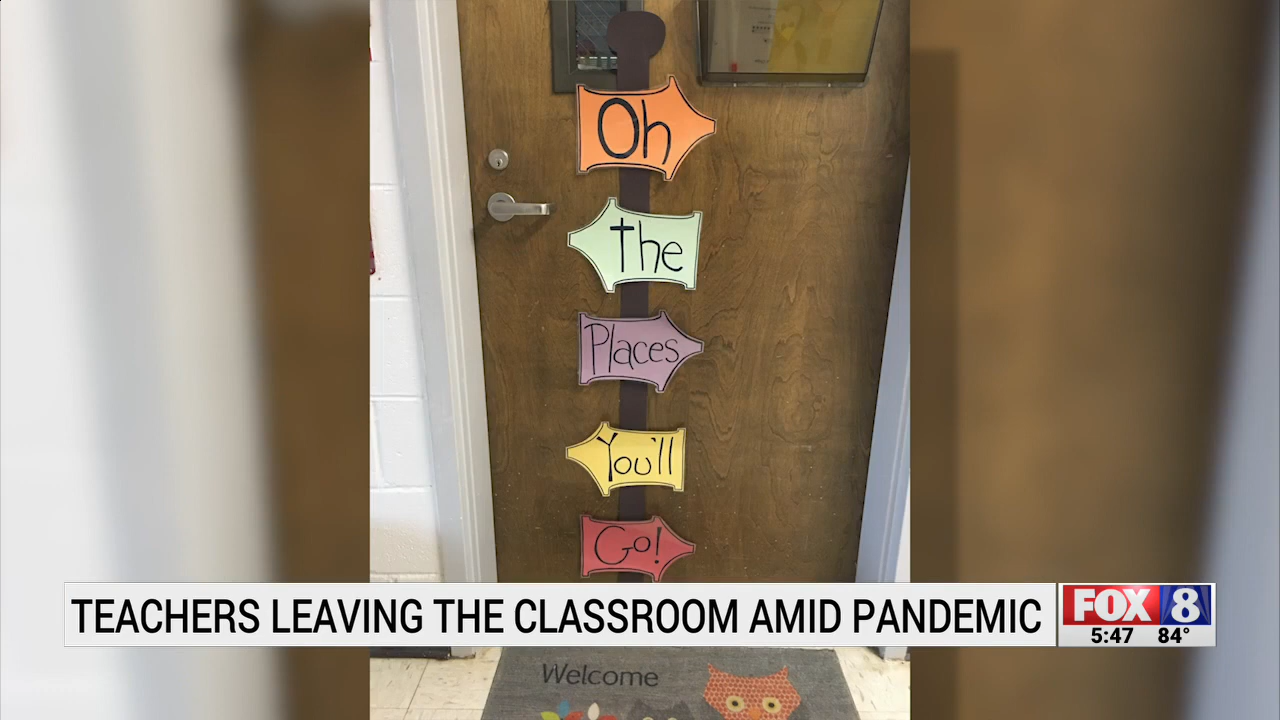 Oh
The
Places
You'll
Go!
TEACHERS LEAVING THE CLASSROOM AMID PANDEMIC
FOX 8
5:47 84°
Welcome